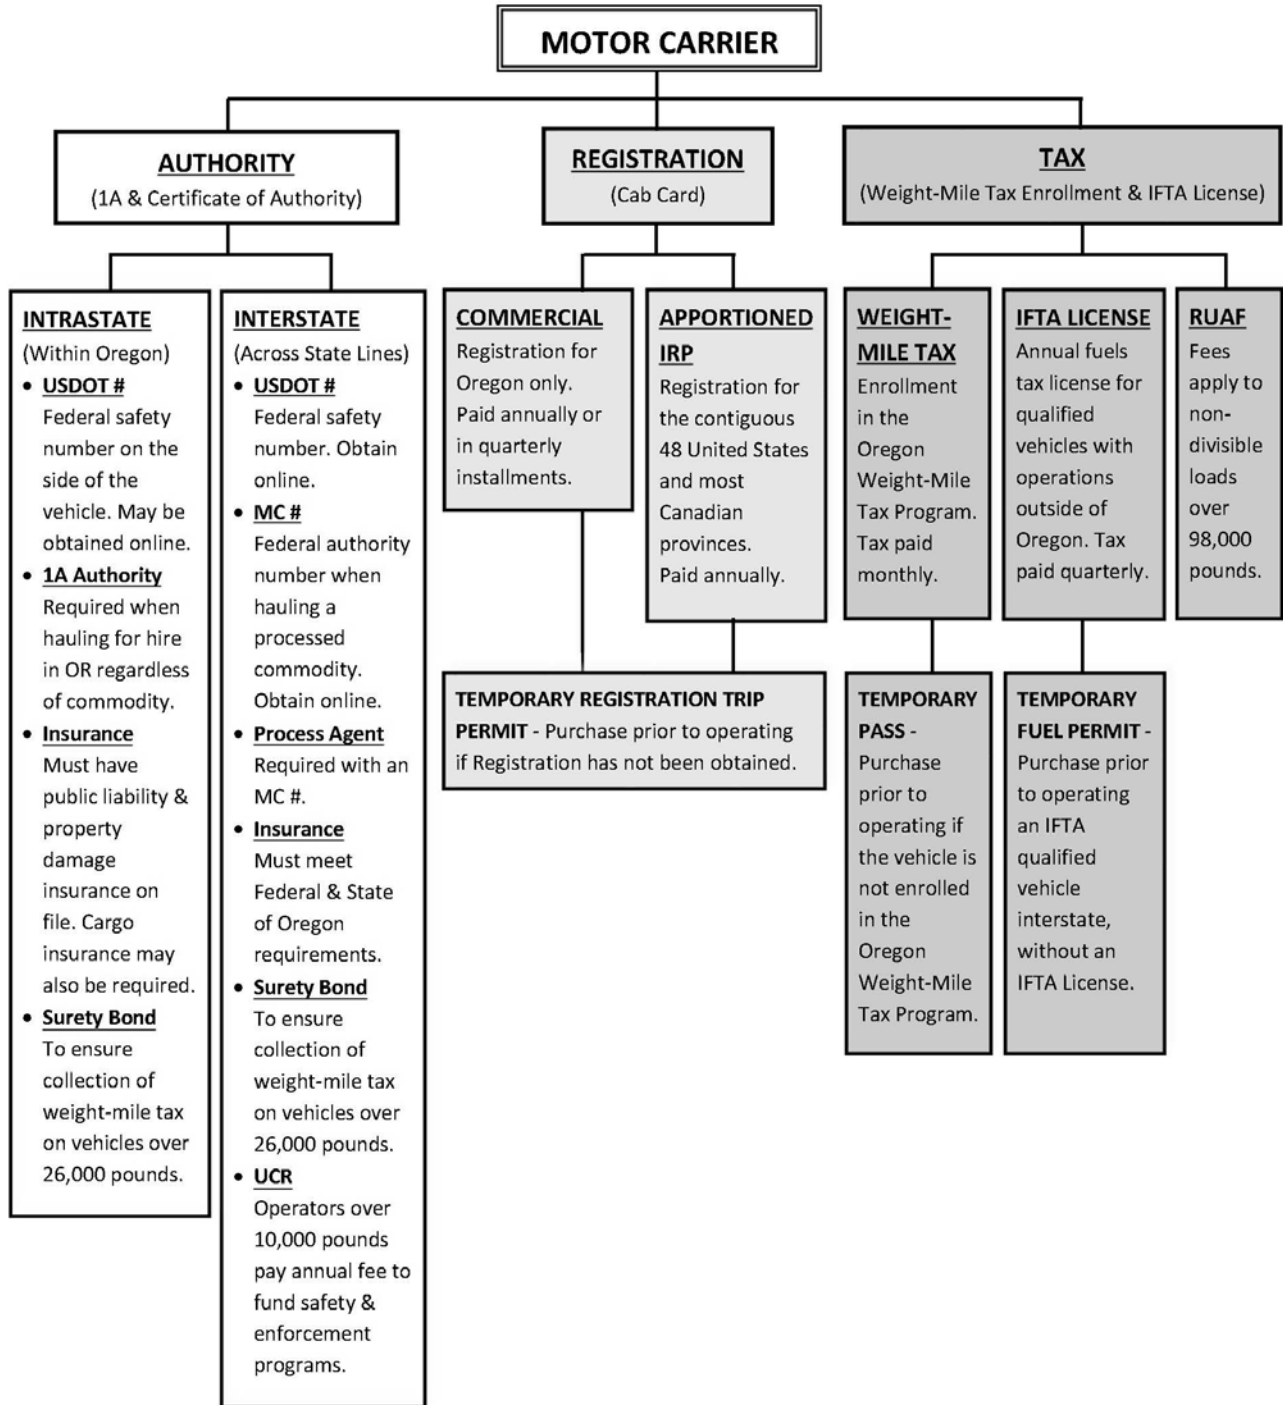 MOTOR CARRIER
AUTHORITY
(1A & Certificate of Authority)
REGISTRATION
(Cab Card)
TAX
(Weight-Mile Tax Enrollment & IFTA License)
INTRASTATE
(Within Oregon)
• USDOT #
Federal safety
number on the
side of the
vehicle. May be
obtained online.
• 1A Authority
Required when
hauling for hire
in OR regardless
of commodity.
• Insurance
Must have
public liability &
property
damage
insurance on
file. Cargo
insurance may
also be required.
• Surety Bond
To ensure
collection of
weight-mile tax
on vehicles over
26,000 pounds.
INTERSTATE
(Across State Lines)
• USDOT #
Federal safety
number. Obtain
online.
• MC #
Federal authority
number when
hauling a
processed
commodity.
Obtain online.
• Process Agent
Required with an
MC #.
• Insurance
Must meet
Federal & State
of Oregon
requirements.
• Surety Bond
To ensure
collection of
weight-mile tax
on vehicles over
26,000 pounds.
• UCR
Operators over
10,000 pounds
pay annual fee to
fund safety &
enforcement
programs.
COMMERCIAL
Registration for
Oregon only.
Paid annually or
in quarterly
installments.
APPORTIONED
IRP
Registration for
the contiguous
48 United States
and most
Canadian
provinces.
Paid annually.
TEMPORARY REGISTRATION TRIP
PERMIT - Purchase prior to operating
if Registration has not been obtained.
WEIGHT-
MILE TAX
Enrollment
in the
Oregon
Weight-Mile
Tax Program.
Tax paid
monthly.
IFTA LICENSE
Annual fuels
tax license for
qualified
vehicles with
operations
outside of
Oregon. Tax
paid quarterly.
RUAF
Fees
apply to
non-
divisible
loads
over
98,000
pounds.
TEMPORARY
PASS -
Purchase
prior to
operating if
the vehicle is
not enrolled
in the
Oregon
Weight-Mile
Tax Program.
TEMPORARY
FUEL PERMIT -
Purchase prior
to operating
an IFTA
qualified
vehicle
interstate,
without an
IFTA License.